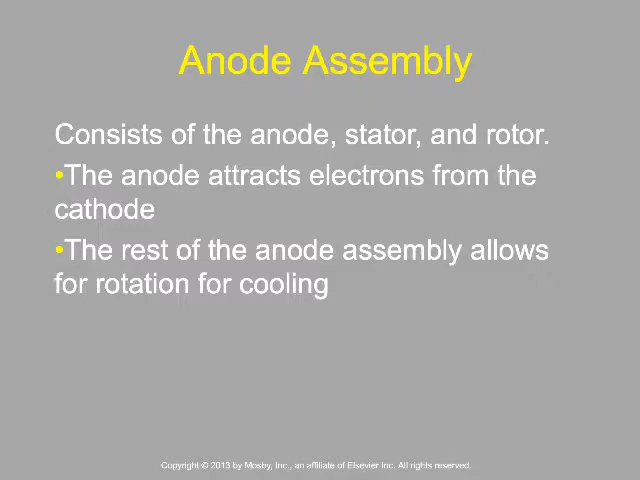 Anode Assembly
Consists of the anode, stator, and rotor.
•The anode attracts electrons from the
cathode
•The rest of the anode assembly allows
for rotation for cooling
Copyright © 2013 by Mosby, Inc., an affiliate of Elsevier Inc. All rights reserved.